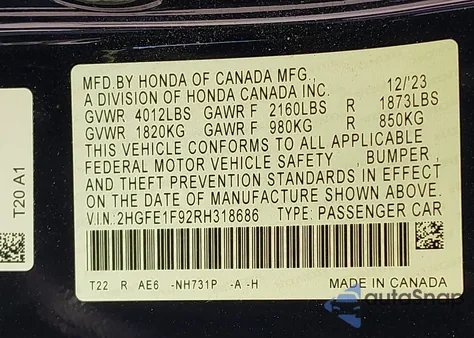 MFD.BY HONDA OF CANADA MFG.,
A DIVISION OF HONDA CANADA INC. 12/'23
GVWR 4012LBS GAWR F 2160LBS R 1873LBS
GVWR 1820KG GAWR F 980KG R 850KG
THIS VEHICLE CONFORMS TO ALL APPLICABLE
FEDERAL MOTOR VEHICLE SAFETY , BUMPER ,
AND THEFT PREVENTION STANDARDS IN EFFECT
ON THE DATE OF MANUFACTURE SHOWN ABOVE.
V.I.N: 2HGFE1F92RH318686 TYPE: PASSENGER CAR
T22 R AE6 -NH731P -A -H MADE IN CANADA
T20 A1
autoSnap